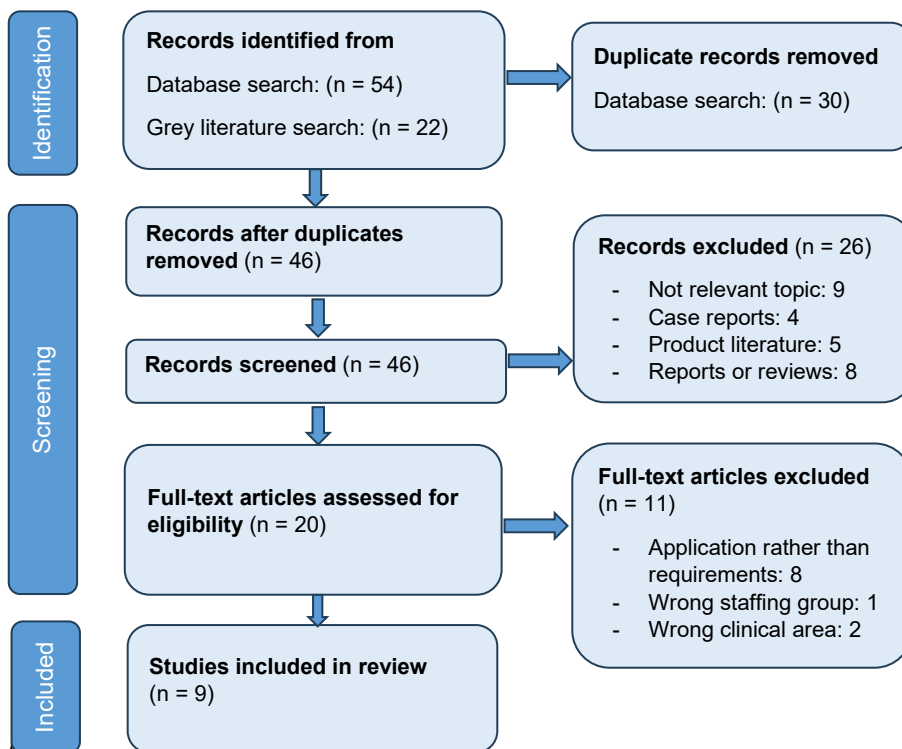 Identification
Records identified from
Database search: (n = 54)
Grey literature search: (n = 22)
Duplicate records removed
Database search: (n = 30)
Screening
Records after duplicates
removed (n = 46)
Records screened (n = 46)
Records excluded (n = 26)
- Not relevant topic: 9
- Case reports: 4
- Product literature: 5
- Reports or reviews: 8
Full-text articles assessed for
eligibility (n = 20)
Full-text articles excluded
(n = 11)
- Application rather than
requirements: 8
- Wrong staffing group: 1
- Wrong clinical area: 2
Included
Studies included in review
(n = 9)